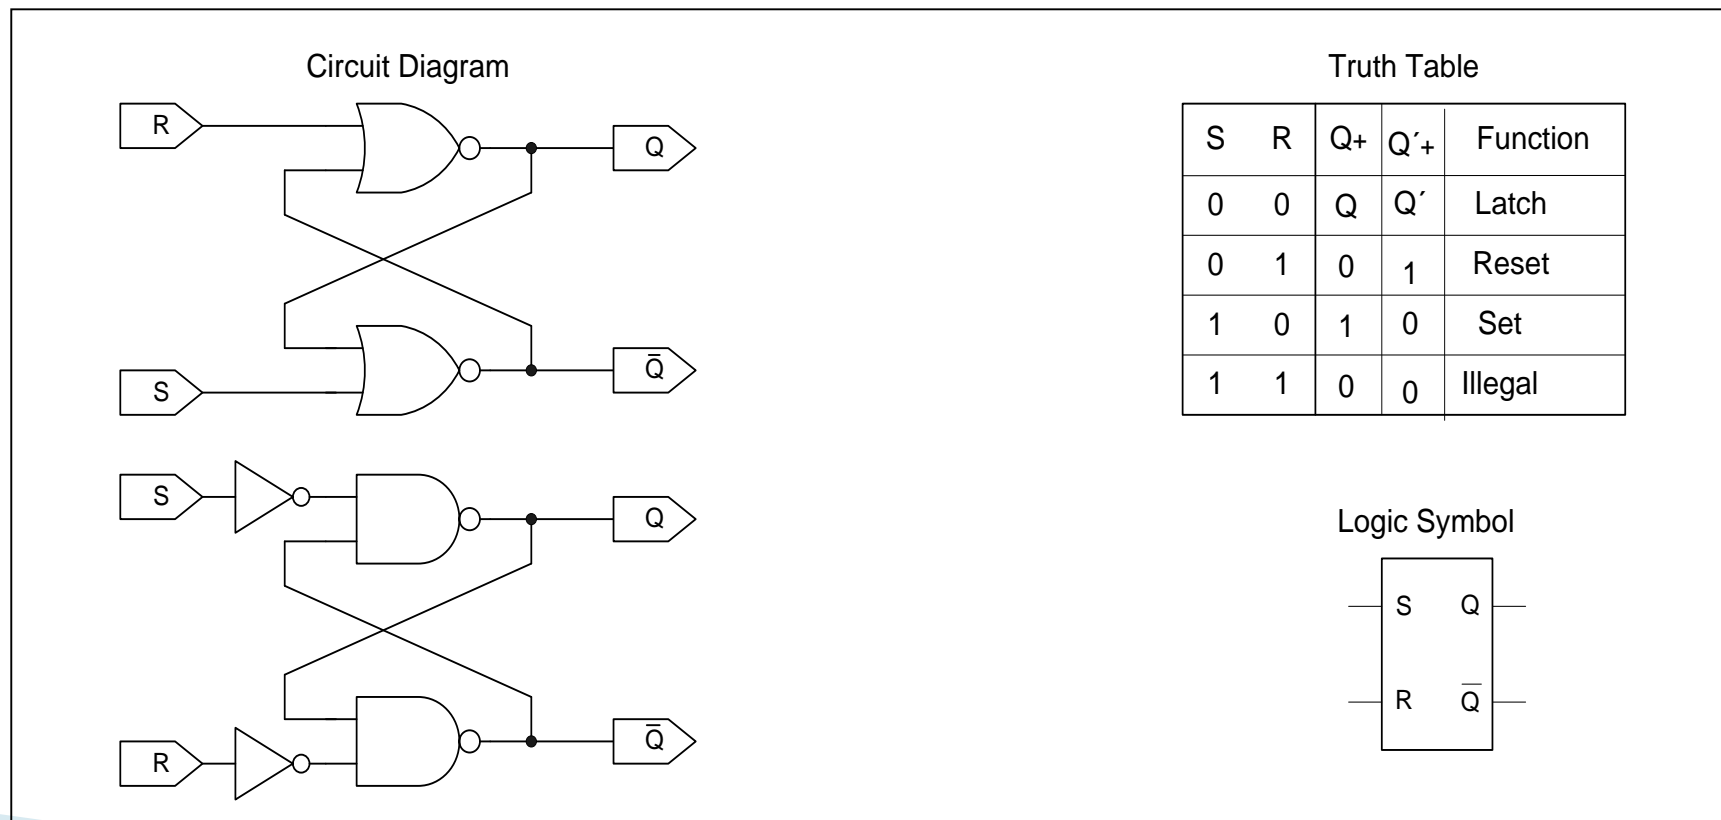 Circuit Diagram
R
Q
S
Q̅
S
Q
R
Q̅
Truth Table
S R Q+ Q´+ Function
0 0 Q Q´ Latch
0 1 0 1 Reset
1 0 1 0 Set
1 1 0 0 Illegal
Logic Symbol
S Q
R Q̅